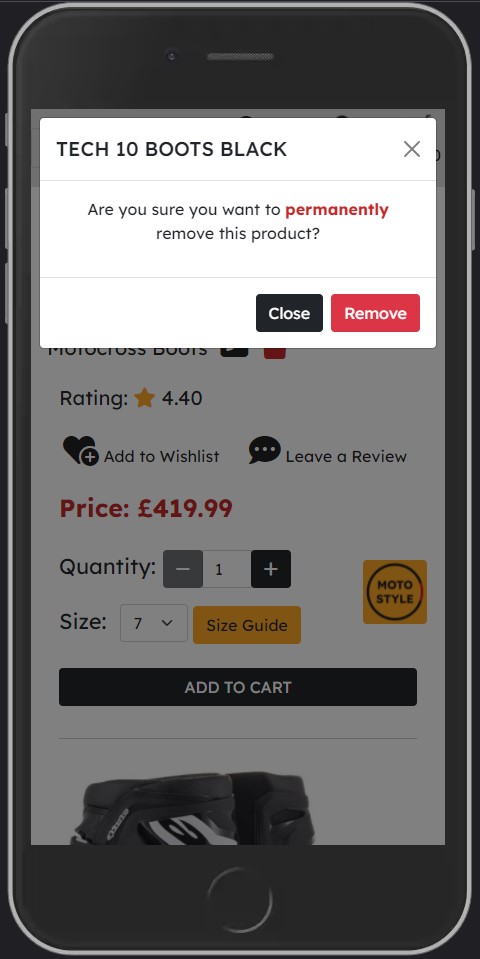 TECH 10 BOOTS BLACK
Are you sure you want to permanently
remove this product?
Close Remove
Motocross Boots
Rating: 4.40
Add to Wishlist Leave a Review
Price: £419.99
Quantity: − 1 +
MOTO
STYLE
Size: 7 Size Guide
ADD TO CART